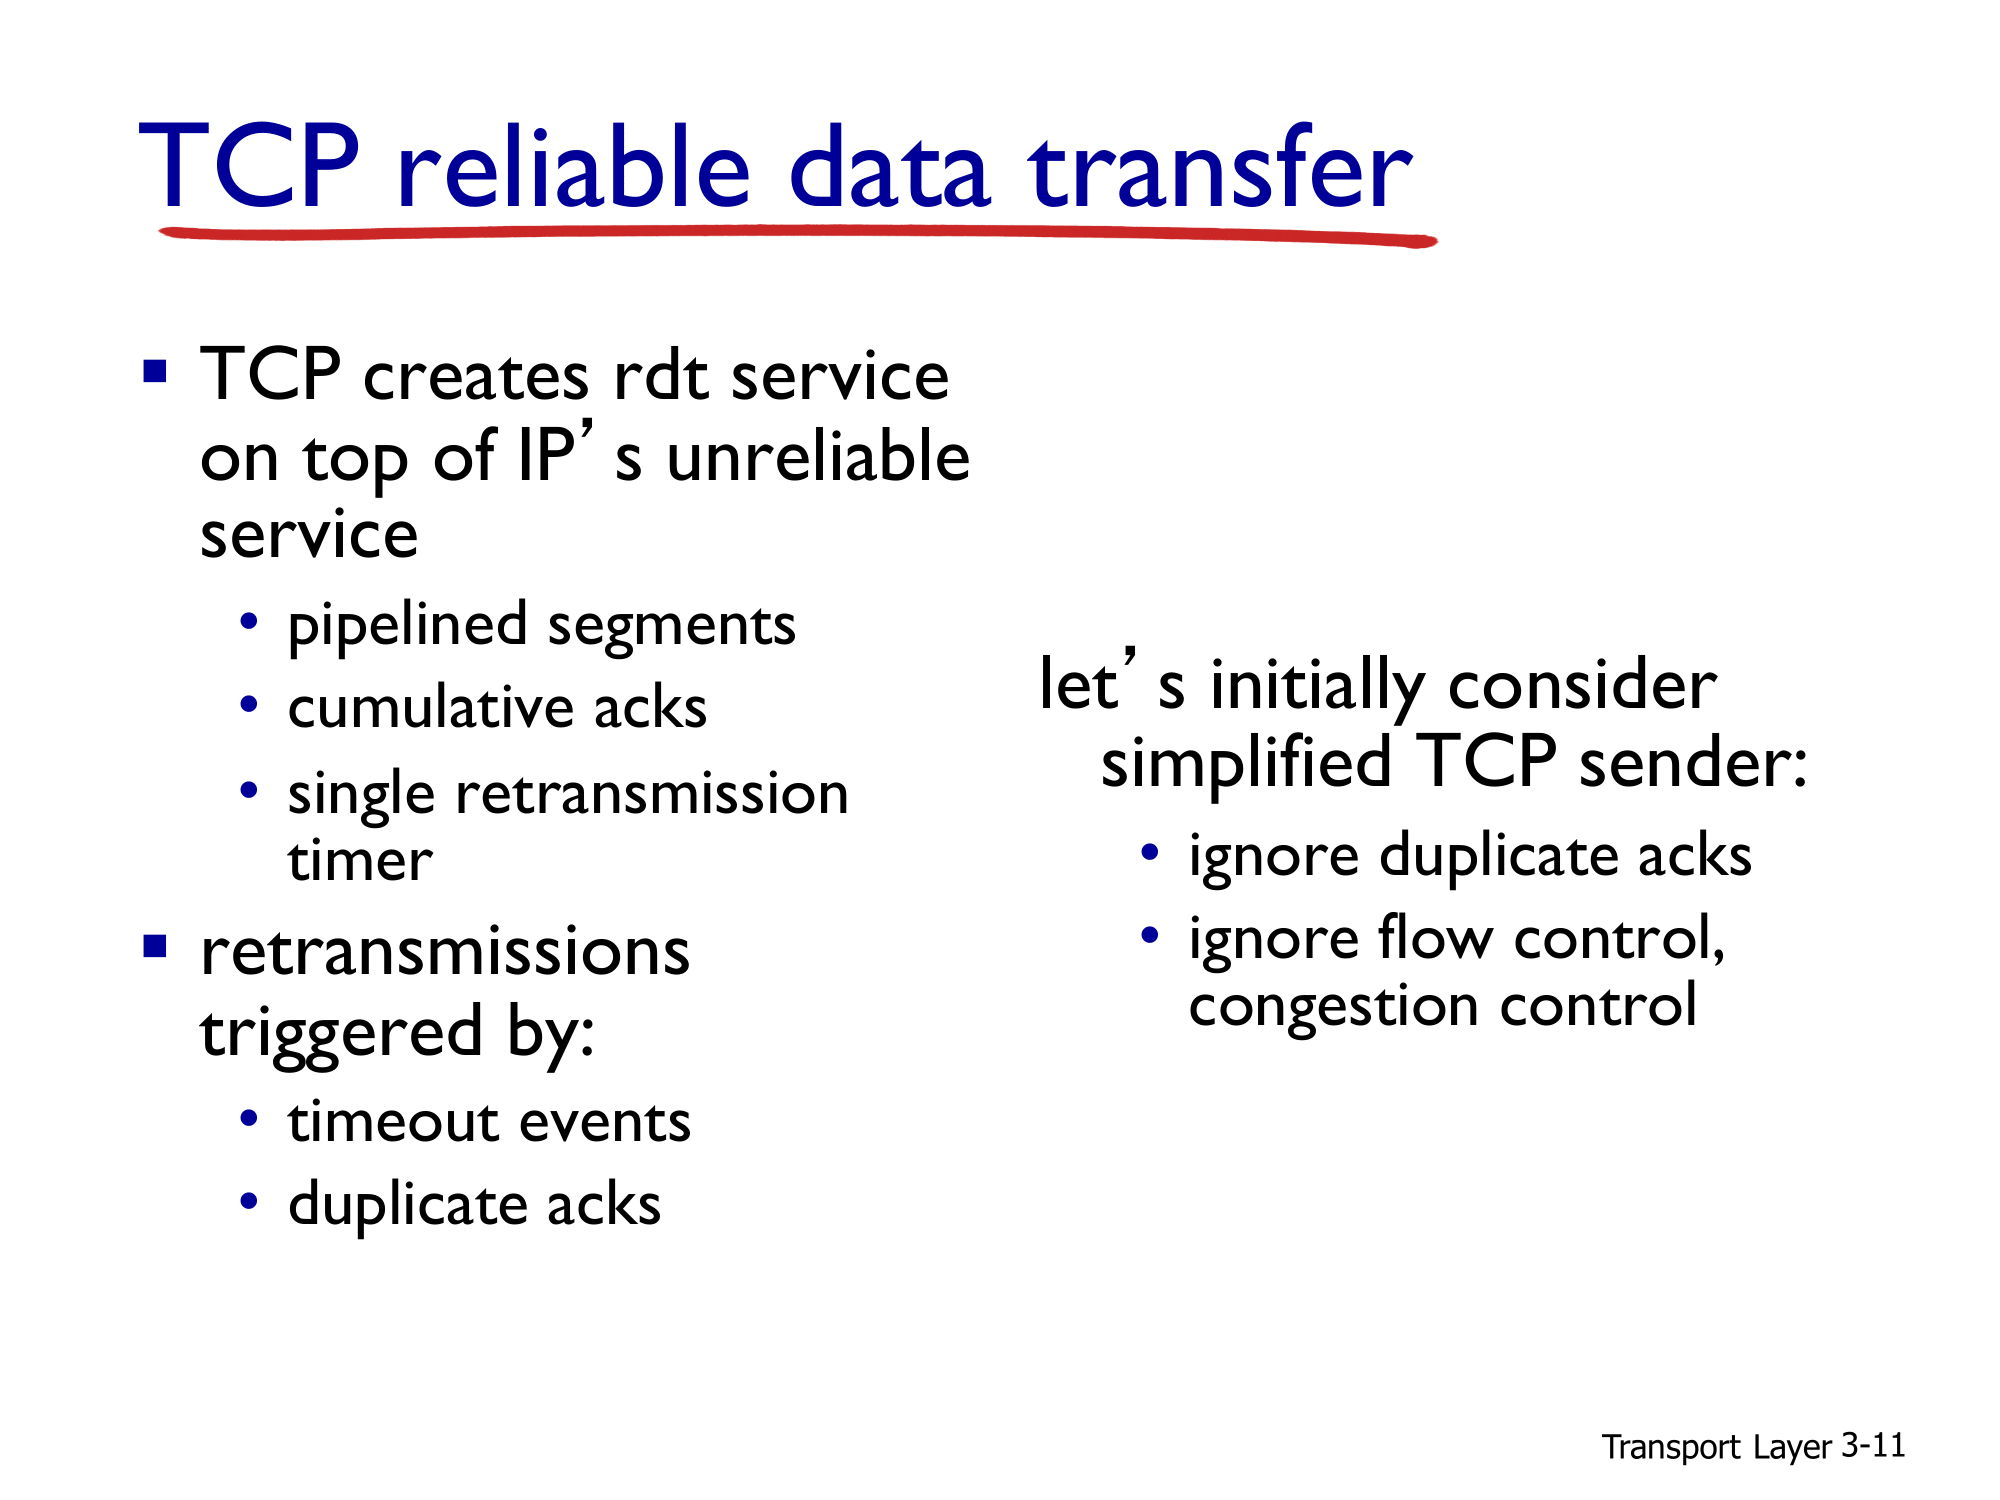 TCP reliable data transfer
▪ TCP creates rdt service
on top of IP’s unreliable
service
• pipelined segments
• cumulative acks
• single retransmission
timer
▪ retransmissions
triggered by:
• timeout events
• duplicate acks
let’s initially consider
simplified TCP sender:
• ignore duplicate acks
• ignore flow control,
congestion control
Transport Layer 3-11